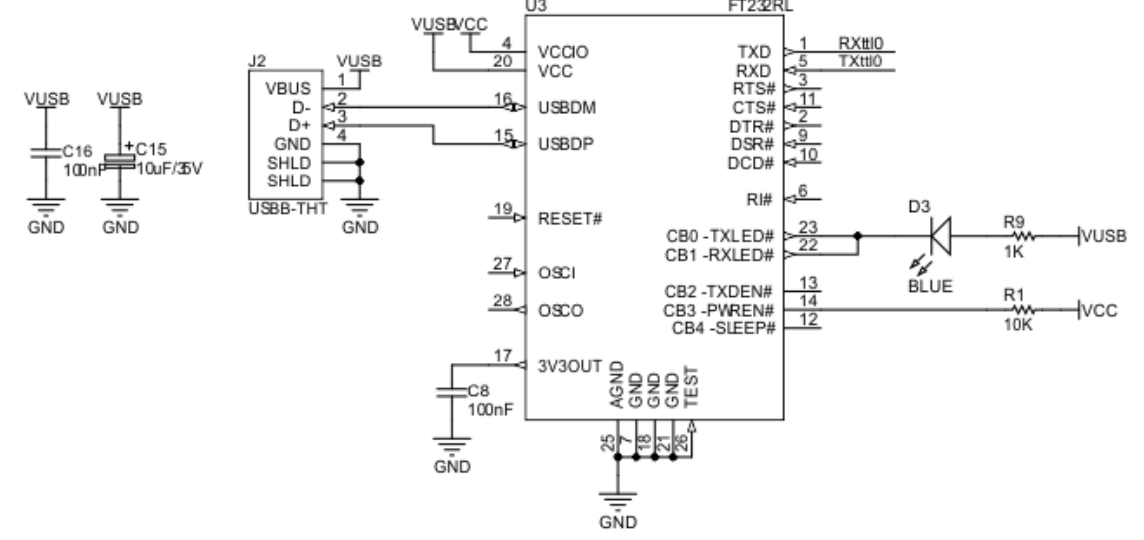 U3
FT232RL
VUSB
VCC
4
VCCIO
20
VCC
TXD
1
RXttl0
RXD
5
TXttl0
RTS#
3
J2
VUSB
VBUS
1
D-
2
16
USBDM
CTS#
11
D+
3
DTR#
2
GND
4
15
USBDP
DSR#
9
SHLD
DCD#
10
SHLD
USBB-THT
GND
VUSB
VUSB
C16
100nF
+
C15
10uF/35V
GND
GND
RI#
6
19
RESET#
CB0 -TXLED#
23
CB1 -RXLED#
22
D3
BLUE
R9
1K
VUSB
27
OSCI
CB2 -TXDEN#
13
28
OSCO
CB3 -PWREN#
14
R1
10K
VCC
CB4 -SLEEP#
12
17
3V3OUT
C8
100nF
GND
AGND
GND
GND
GND
TEST
25
7
18
21
26
GND